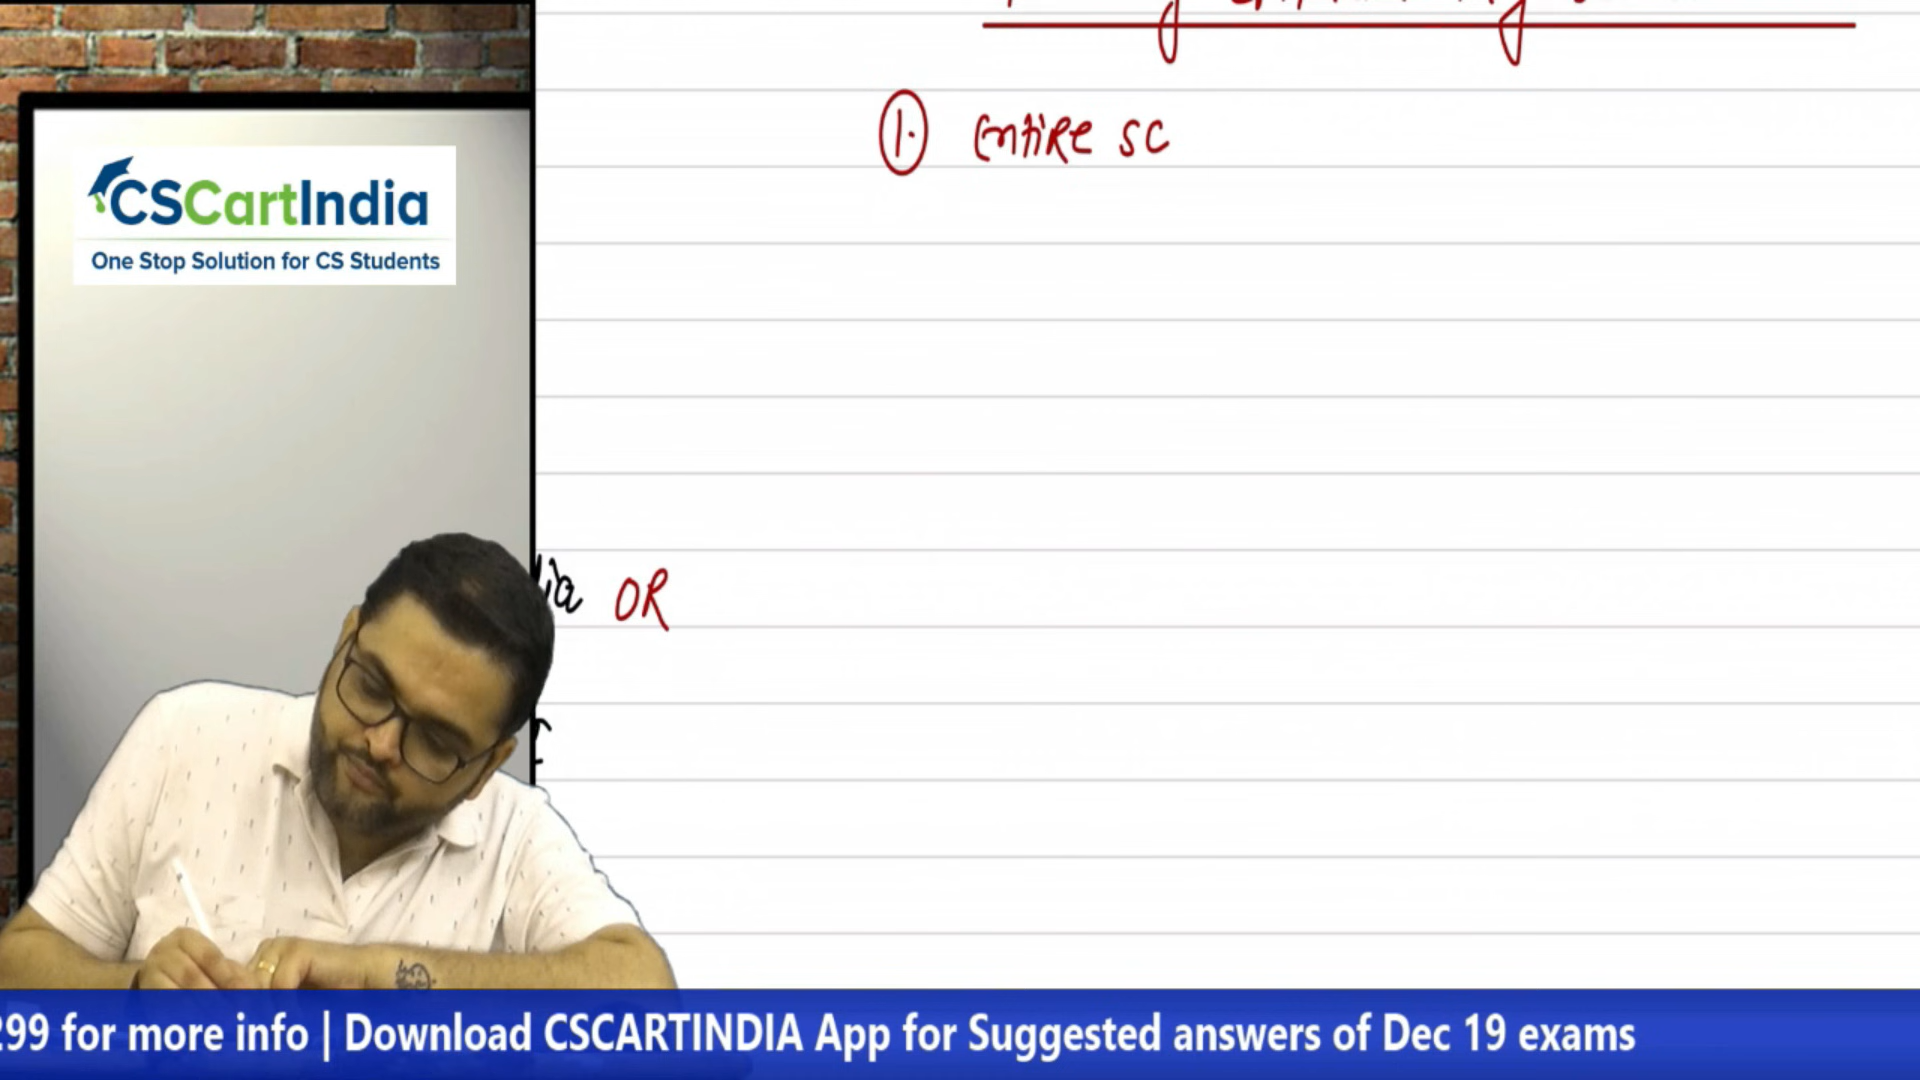 ① Entire SC
CSCartIndia
One Stop Solution for CS Students
OR
299 for more info | Download CSCARTINDIA App for Suggested answers of Dec 19 exams